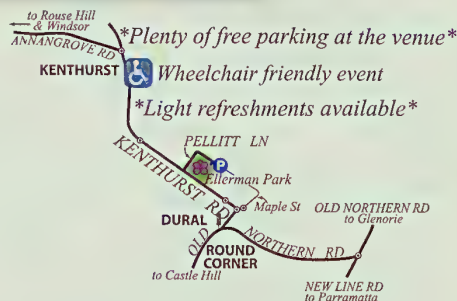 to Rouse Hill
& Windsor
ANNANGROVE RD
*Plenty of free parking at the venue*
KENTHURST
Wheelchair friendly event
*Light refreshments available*
PELLITT LN
P
KENTHURST RD
Ellerman Park
Maple St
DURAL
OLD NORTHERN RD
to Glenorie
OLD NORTHERN RD
ROUND
CORNER
to Castle Hill
NEW LINE RD
to Parramatta